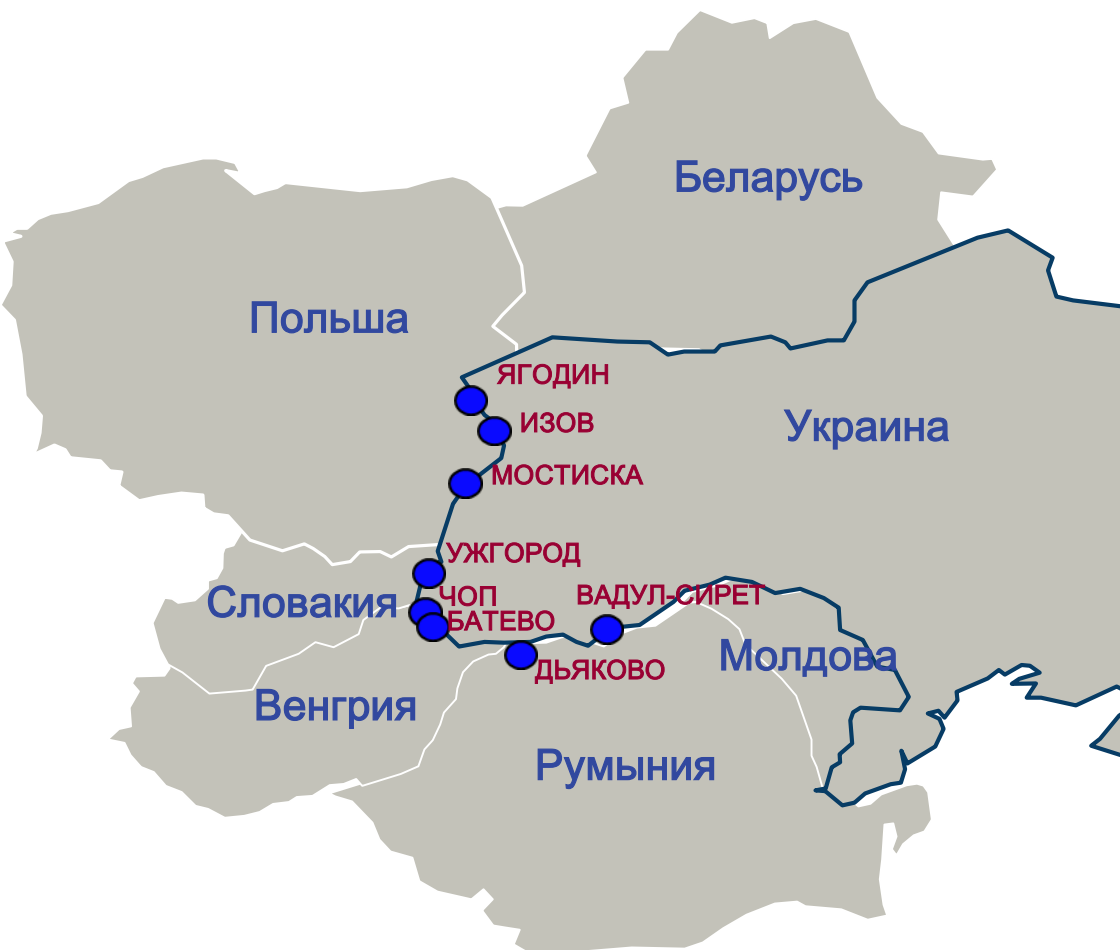 Беларусь
Польша
ЯГОДИН
ИЗОВ
Украина
МОСТИСКА
УЖГОРОД
Словакия
ЧОП
ВАДУЛ-СИРЕТ
БАТЕВО
Молдова
ДЬЯКОВО
Венгрия
Румыния